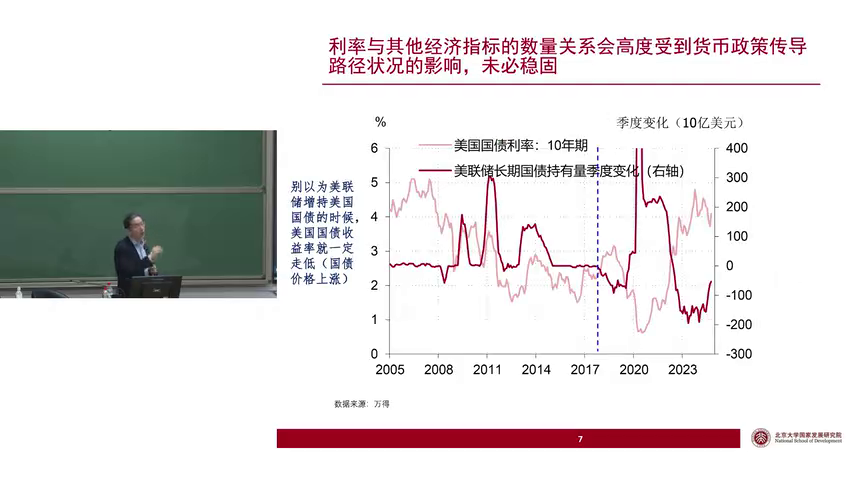 利率与其他经济指标的数量关系会高度受到货币政策传导
路径状况的影响，未必稳固
别以为美联
储增持美国
国债的时候，
美国国债收
益率就一定
走低（国债
价格上涨）
%
季度变化（10亿美元）
美国国债利率：10年期
美联储长期国债持有量季度变化（右轴）
6
5
4
3
2
1
0
400
300
200
100
0
-100
-200
-300
2005 2008 2011 2014 2017 2020 2023
数据来源：万得
7
北京大学国家发展研究院
National School of Development